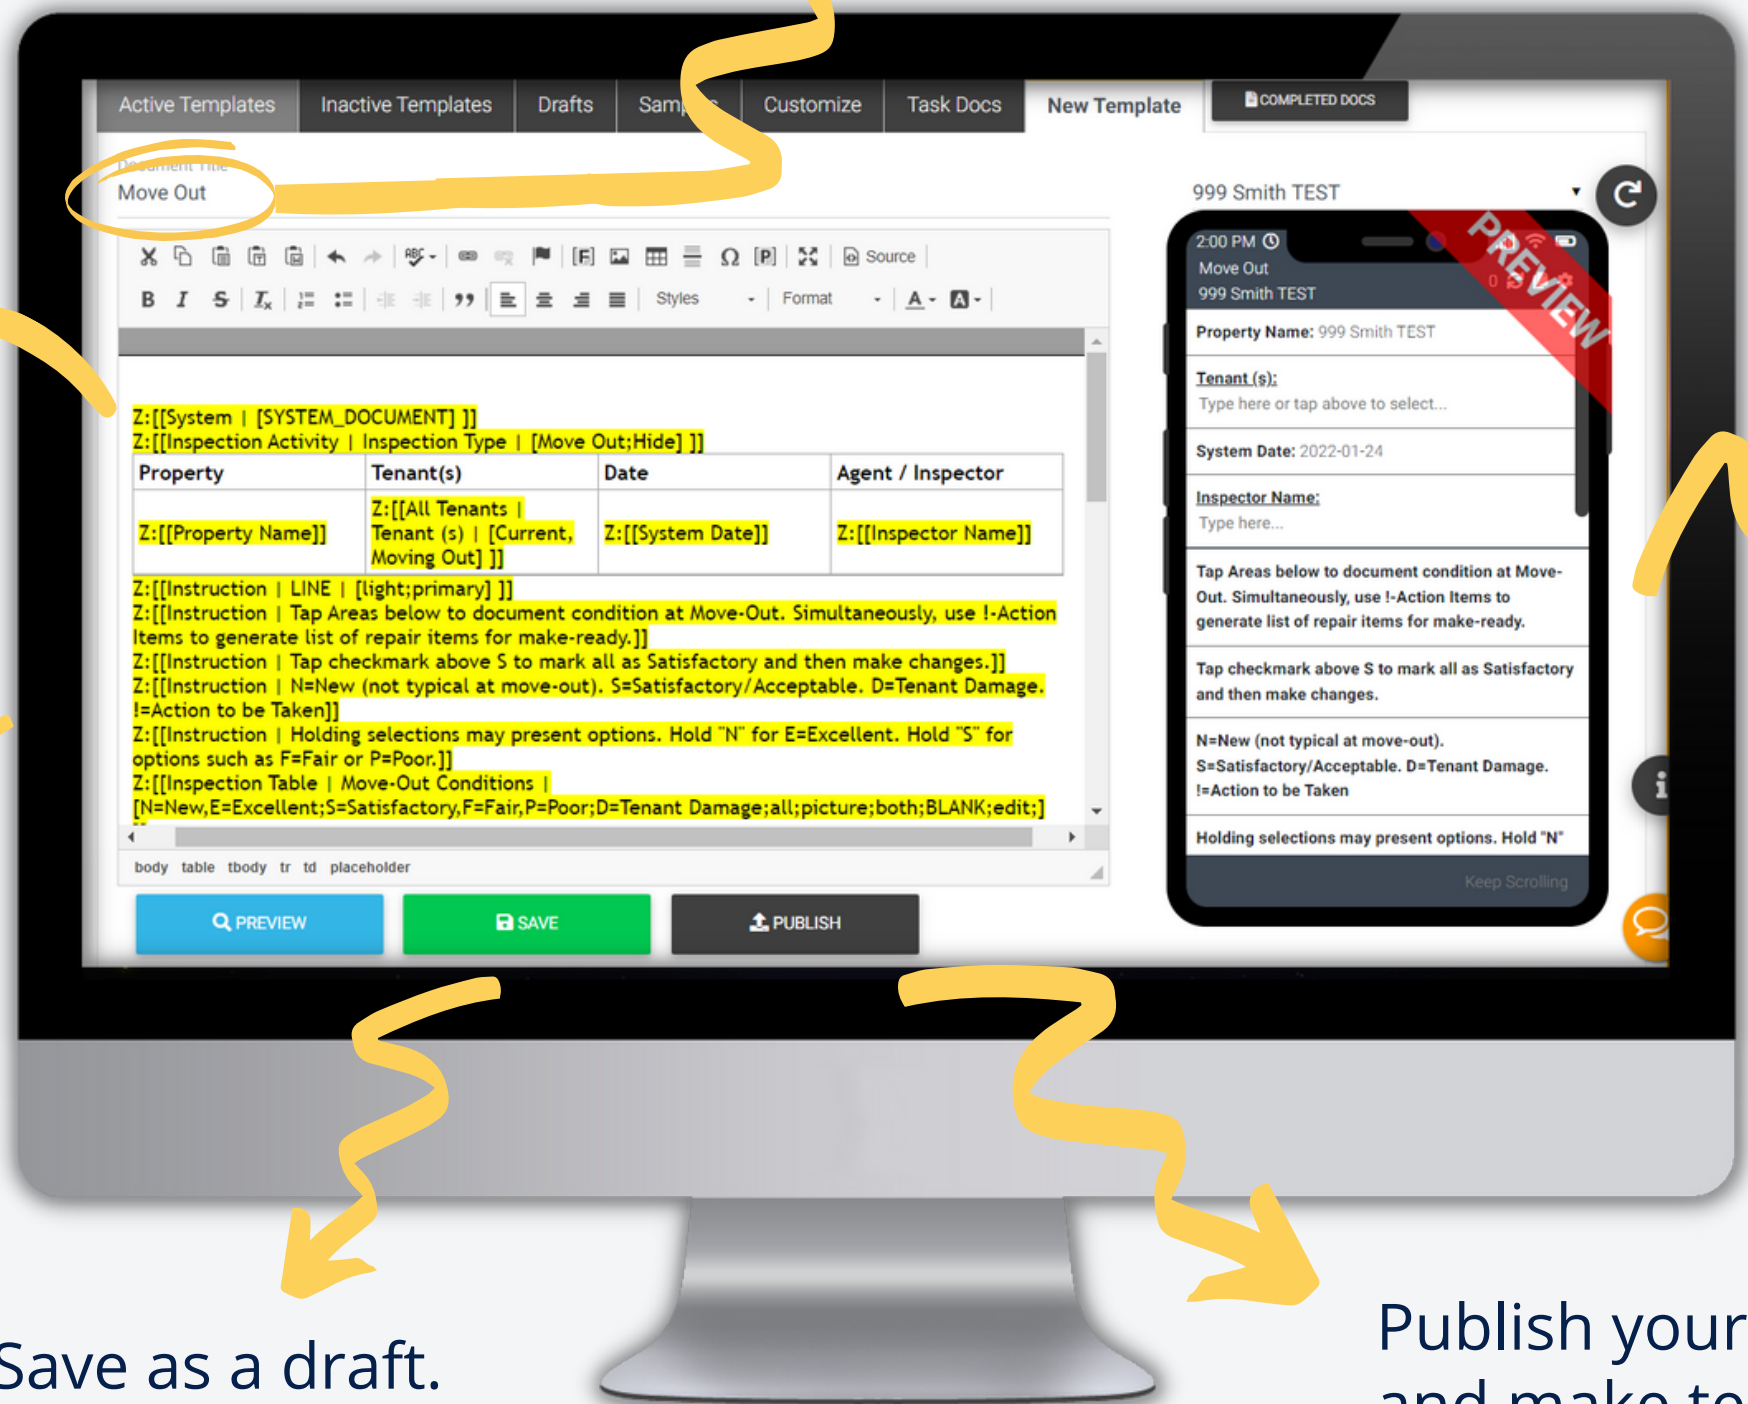 Active Templates Inactive Templates Drafts Customize Task Docs New Template COMPLETED DOCS
Document Title
Move Out
999 Smith TEST
ABC [F] Ω [P] Source
B I S Ix Styles Format A A
Z:[[System | [SYSTEM_DOCUMENT] ]]
Z:[[Inspection Activity | Inspection Type | [Move Out;Hide] ]]
Property Tenant(s) Date Agent / Inspector
Z:[[Property Name]] Z:[[All Tenants |
Tenant (s) | [Current,
Moving Out] ]] Z:[[System Date]] Z:[[Inspector Name]]
Z:[[Instruction | LINE | [light;primary] ]]
Z:[[Instruction | Tap Areas below to document condition at Move-Out. Simultaneously, use !-Action
Items to generate list of repair items for make-ready.]]
Z:[[Instruction | Tap checkmark above S to mark all as Satisfactory and then make changes.]]
Z:[[Instruction | N=New (not typical at move-out). S=Satisfactory/Acceptable. D=Tenant Damage.
!=Action to be Taken]]
Z:[[Instruction | Holding selections may present options. Hold "N" for E=Excellent. Hold "S" for
options such as F=Fair or P=Poor.]]
Z:[[Inspection Table | Move-Out Conditions |
[N=New,E=Excellent;S=Satisfactory,F=Fair,P=Poor;D=Tenant Damage;all;picture;both;BLANK;edit;]
body table tbody tr td placeholder
PREVIEW SAVE PUBLISH
2:00 PM
Move Out
999 Smith TEST 0
PREVIEW
Property Name: 999 Smith TEST
Tenant (s):
Type here or tap above to select...
System Date: 2022-01-24
Inspector Name:
Type here...
Tap Areas below to document condition at Move-
Out. Simultaneously, use !-Action Items to
generate list of repair items for make-ready.
Tap checkmark above S to mark all as Satisfactory
and then make changes.
N=New (not typical at move-out).
S=Satisfactory/Acceptable. D=Tenant Damage.
!=Action to be Taken
Holding selections may present options. Hold "N"
Keep Scrolling
Save as a draft.
Publish your
and make te